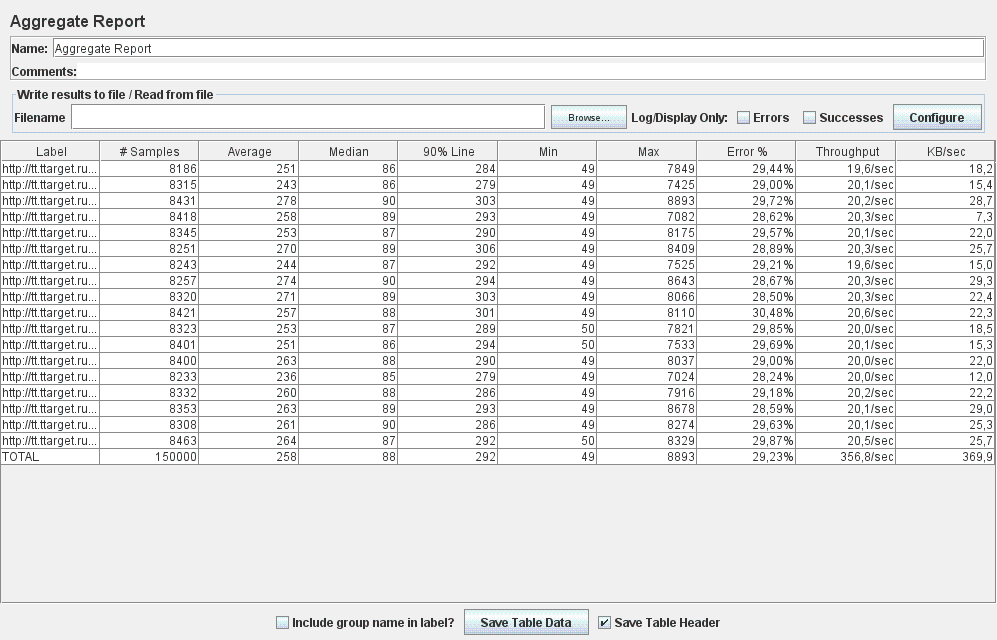 Aggregate Report
Name: Aggregate Report
Comments:
Write results to file / Read from file
Filename Browse... Log/Display Only: Errors Successes Configure
Label # Samples Average Median 90% Line Min Max Error % Throughput KB/sec
http://tt.ttarget.ru... 8186 251 86 284 49 7849 29,44% 19,6/sec 18,2
http://tt.ttarget.ru... 8315 243 86 279 49 7425 29,00% 20,1/sec 15,4
http://tt.ttarget.ru... 8431 278 90 303 49 8893 29,72% 20,2/sec 28,7
http://tt.ttarget.ru... 8418 258 89 293 49 7082 28,62% 20,3/sec 7,3
http://tt.ttarget.ru... 8345 253 87 290 49 8175 29,57% 20,1/sec 22,0
http://tt.ttarget.ru... 8251 270 89 306 49 8409 28,89% 20,3/sec 25,7
http://tt.ttarget.ru... 8243 244 87 292 49 7525 29,21% 19,6/sec 15,0
http://tt.ttarget.ru... 8257 274 90 294 49 8643 28,67% 20,3/sec 29,3
http://tt.ttarget.ru... 8320 271 89 303 49 8066 28,50% 20,3/sec 22,4
http://tt.ttarget.ru... 8421 257 88 301 49 8110 30,48% 20,6/sec 22,3
http://tt.ttarget.ru... 8323 253 87 289 50 7821 29,85% 20,0/sec 18,5
http://tt.ttarget.ru... 8401 251 86 294 50 7533 29,69% 20,1/sec 15,3
http://tt.ttarget.ru... 8400 263 88 290 49 8037 29,00% 20,0/sec 22,0
http://tt.ttarget.ru... 8233 236 85 279 49 7024 28,24% 20,0/sec 12,0
http://tt.ttarget.ru... 8332 260 88 286 49 7916 29,18% 20,2/sec 22,2
http://tt.ttarget.ru... 8353 263 89 293 49 8678 28,59% 20,1/sec 29,0
http://tt.ttarget.ru... 8308 261 90 286 49 8274 29,63% 20,1/sec 25,3
http://tt.ttarget.ru... 8463 264 87 292 50 8329 29,87% 20,5/sec 25,7
TOTAL 150000 258 88 292 49 8893 29,23% 356,8/sec 369,9
Include group name in label? Save Table Data Save Table Header